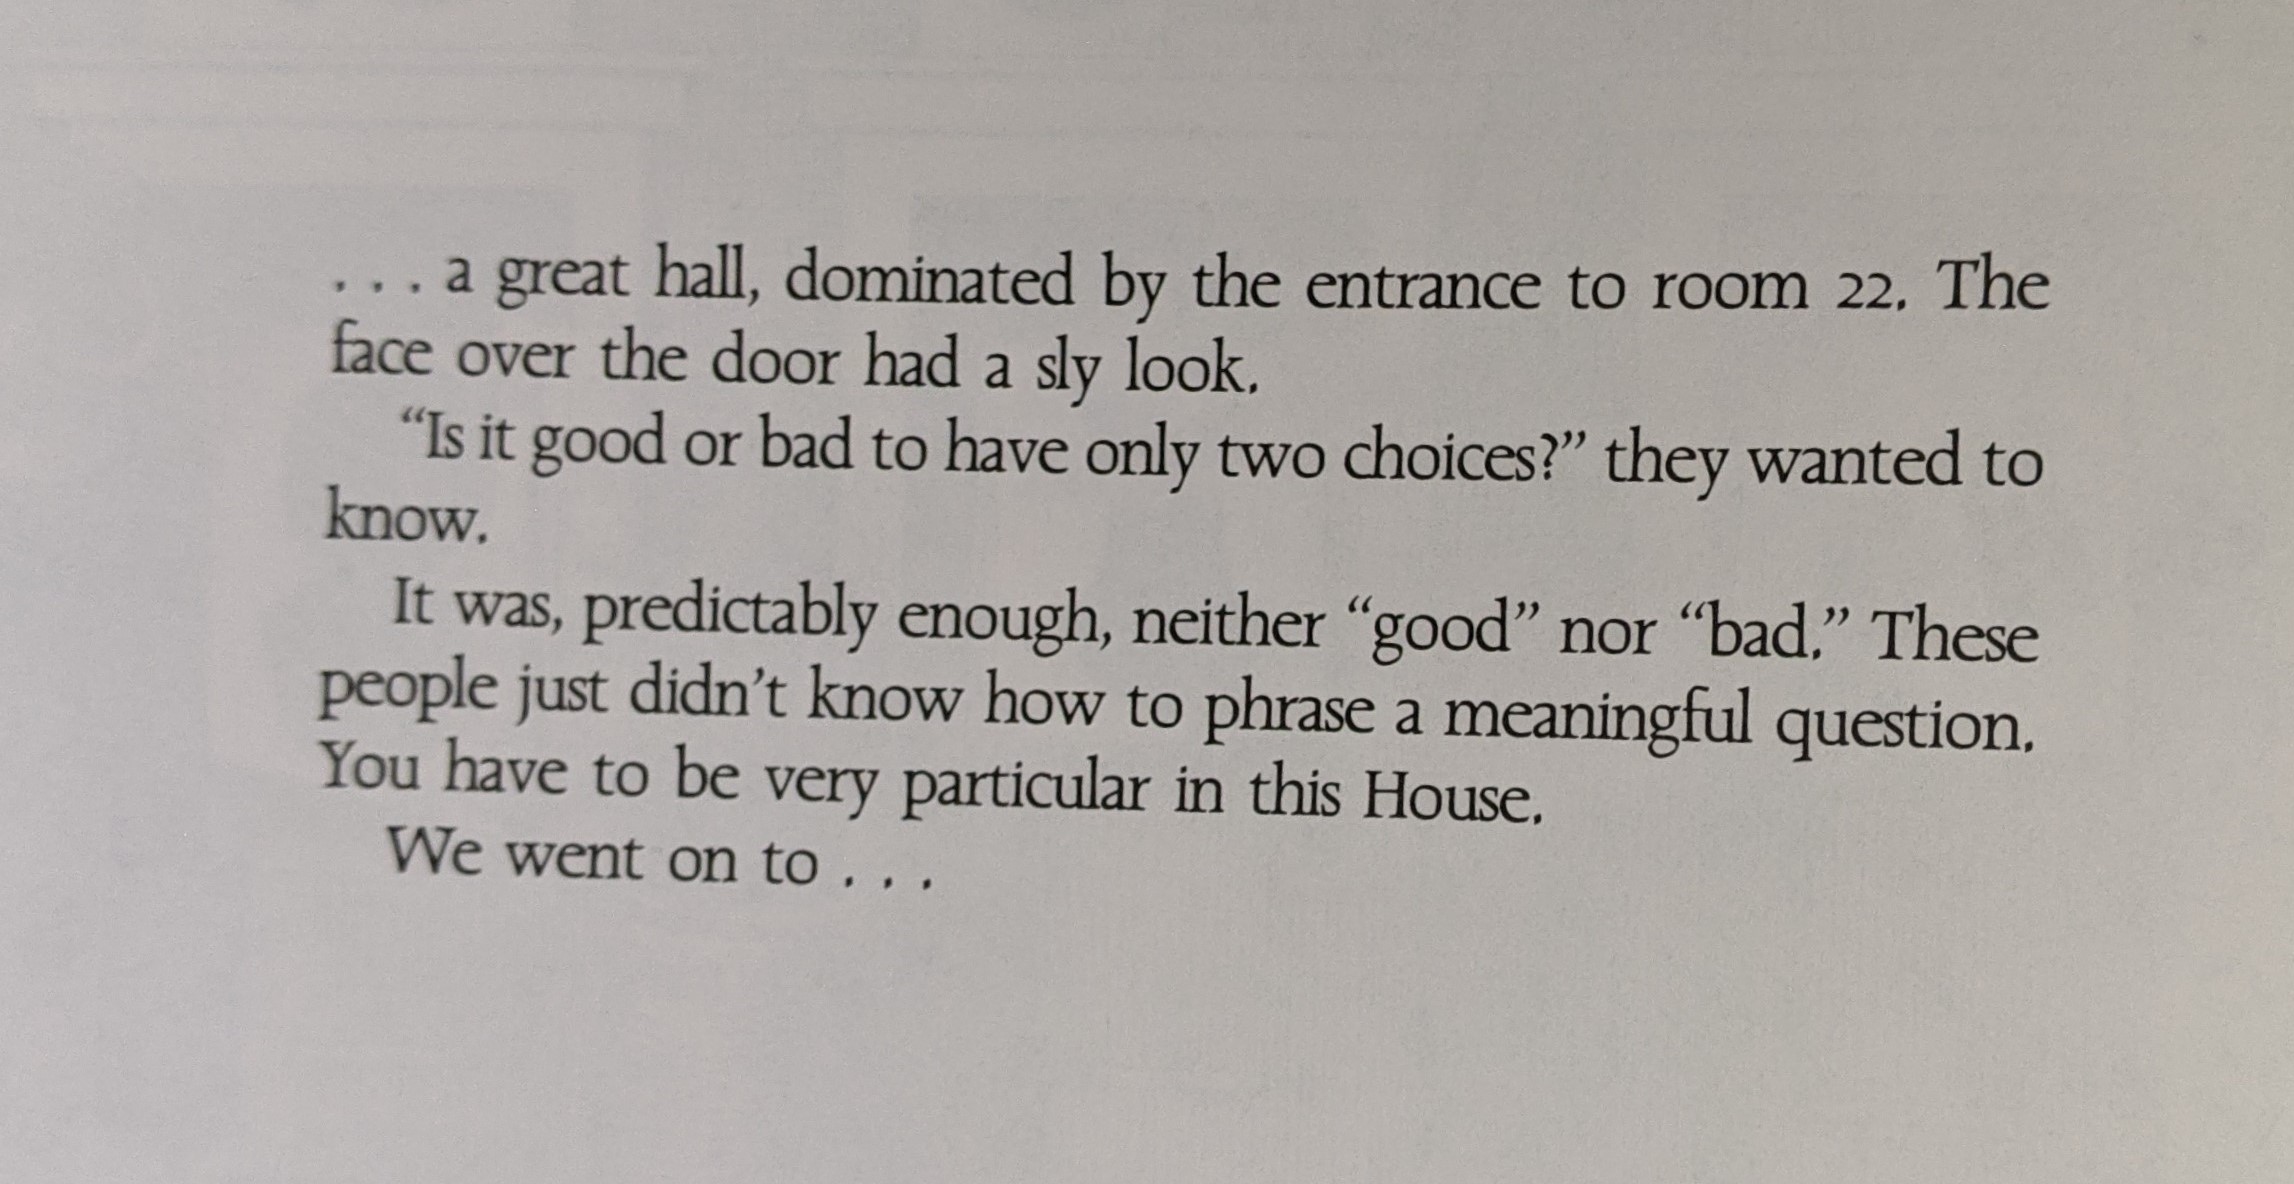 . . . a great hall, dominated by the entrance to room 22. The
face over the door had a sly look.
“Is it good or bad to have only two choices?” they wanted to
know.
It was, predictably enough, neither “good” nor “bad.” These
people just didn’t know how to phrase a meaningful question.
You have to be very particular in this House.
We went on to . . .